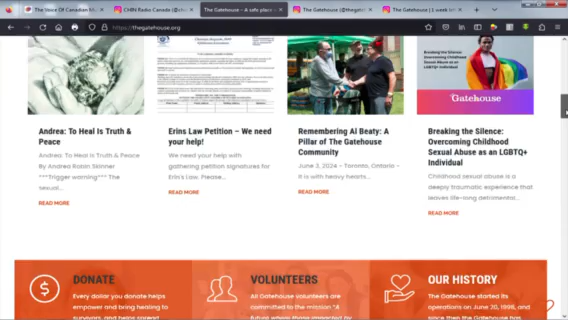 The Voice Of Canadian M
CHIN Radio Canada (@ch
The Gatehouse – A safe place
The Gatehouse (@thegat
The Gatehouse | 1 week
https://thegatehouse.org
Breaking the Silence:
Overcoming Childhood
Sexual Abuse as an
LGBTQ+ Individual
Gatehouse
Andrea: To Heal Is Truth &
Peace
Andrea: To Heal Is Truth & Peace
By Andrea Robin Skinner
***Trigger warning*** The
sexual...
READ MORE
Erins Law Petition – We need
your help!
We need your help with
gathering petition signatures for
Erin's Law. Please...
READ MORE
Remembering Al Beaty: A
Pillar of The Gatehouse
Community
June 3, 2024 – Toronto, Ontario –
It is with heavy hearts...
READ MORE
Breaking the Silence:
Overcoming Childhood
Sexual Abuse as an LGBTQ+
Individual
Childhood sexual abuse is a
deeply traumatic experience that
leaves life-long detrimental...
READ MORE
DONATE
Every dollar you donate helps
empower and bring healing to
survivors, and helps spread
VOLUNTEERS
All Gatehouse volunteers are
committed to the mission "A
future where those impacted by
OUR HISTORY
The Gatehouse started its
operations on June 20, 1998, and
since then the Gatehouse has